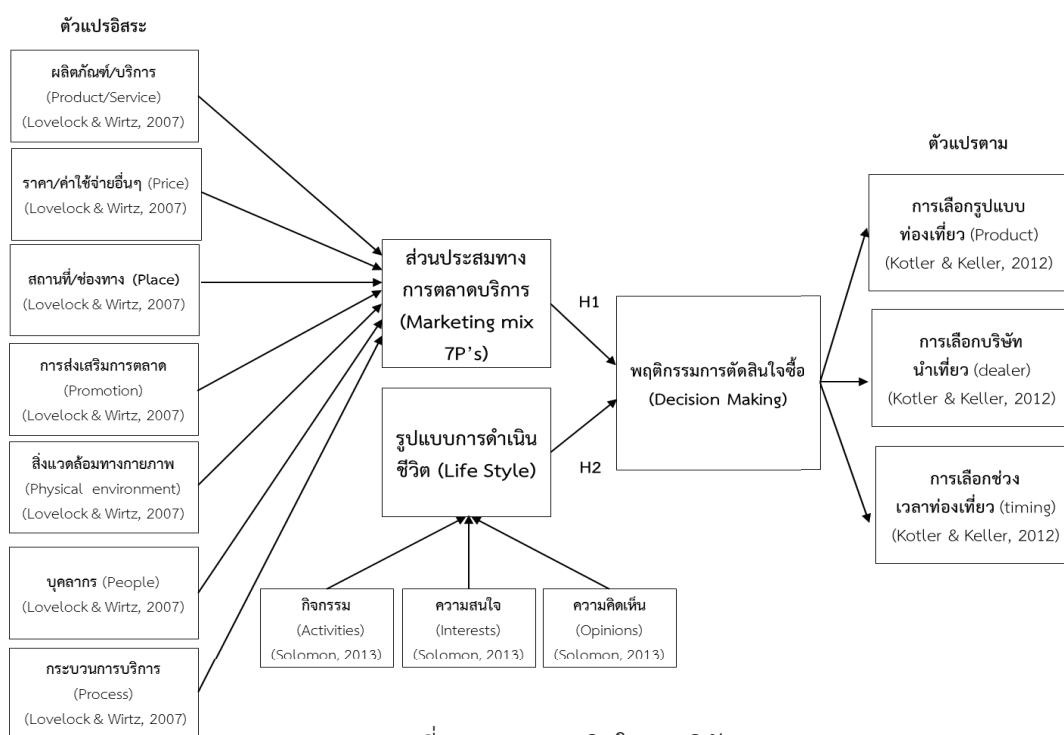 ตัวแปรอิสระ
ผลิตภัณฑ์/บริการ
(Product/Service)
(Lovelock & Wirtz, 2007)
ราคา/ค่าใช้จ่ายอื่นๆ (Price)
(Lovelock & Wirtz, 2007)
สถานที่/ช่องทาง (Place)
(Lovelock & Wirtz, 2007)
การส่งเสริมการตลาด
(Promotion)
(Lovelock & Wirtz, 2007)
สิ่งแวดล้อมทางกายภาพ
(Physical environment)
(Lovelock & Wirtz, 2007)
บุคลากร (People)
(Lovelock & Wirtz, 2007)
กระบวนการบริการ
(Process)
(Lovelock & Wirtz, 2007)
ส่วนประสมทาง
การตลาดบริการ
(Marketing mix
7P's)
รูปแบบการดำเนิน
ชีวิต (Life Style)
กิจกรรม
(Activities)
(Solomon, 2013)
ความสนใจ
(Interests)
(Solomon, 2013)
ความคิดเห็น
(Opinions)
(Solomon, 2013)
H1
H2
พฤติกรรมการตัดสินใจซื้อ
(Decision Making)
ตัวแปรตาม
การเลือกรูปแบบ
ท่องเที่ยว (Product)
(Kotler & Keller, 2012)
การเลือกบริษัท
นำเที่ยว (dealer)
(Kotler & Keller, 2012)
การเลือกช่วง
เวลาท่องเที่ยว (timing)
(Kotler & Keller, 2012)